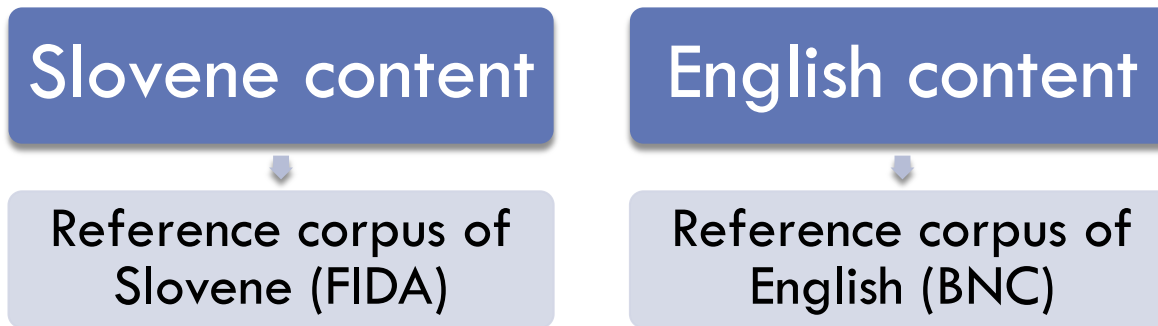 Slovene content
Reference corpus of
Slovene (FIDA)
English content
Reference corpus of
English (BNC)